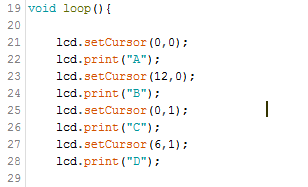 19 void loop(){
20
21     lcd.setCursor(0,0);
22     lcd.print("A");
23     lcd.setCursor(12,0);
24     lcd.print("B");
25     lcd.setCursor(0,1);
26     lcd.print("C");
27     lcd.setCursor(6,1);
28     lcd.print("D");
29